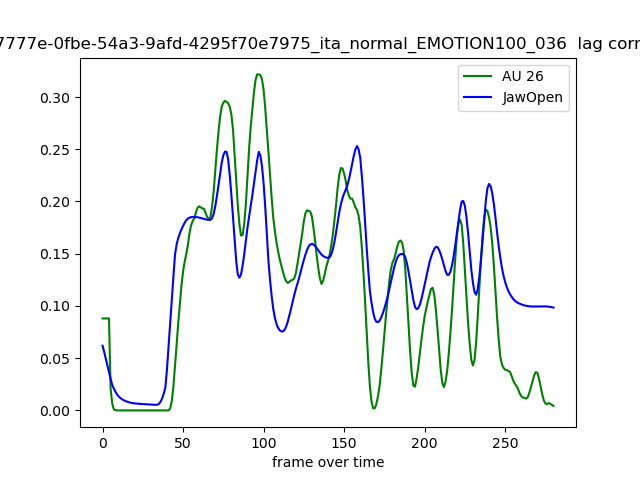 7777e-0fbe-54a3-9afd-4295f70e7975_ita_normal_EMOTION100_036 lag corr
AU 26
JawOpen
0.30
0.25
0.20
0.15
0.10
0.05
0.00
0 50 100 150 200 250
frame over time